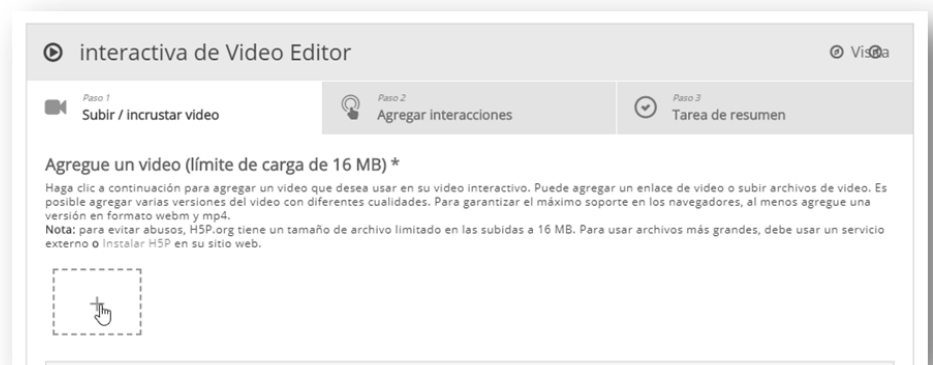 interactiva de Video Editor
Paso 1
Subir / incrustar video
Paso 2
Agregar interacciones
Paso 3
Tarea de resumen
Agregue un video (límite de carga de 16 MB) *
Haga clic a continuación para agregar un video que desea usar en su video interactivo. Puede agregar un enlace de video o subir archivos de video. Es
posible agregar varias versiones del video con diferentes cualidades. Para garantizar el máximo soporte en los navegadores, al menos agregue una
versión en formato webm y mp4.
Nota: para evitar abusos, H5P.org tiene un tamaño de archivo limitado en las subidas a 16 MB. Para usar archivos más grandes, debe usar un servicio
externo o Instalar H5P en su sitio web.